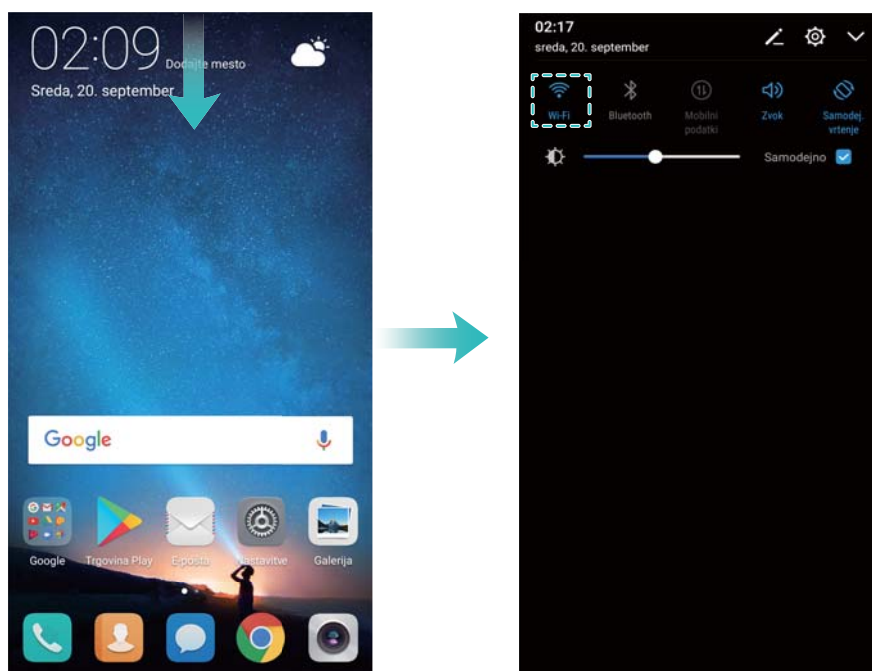 02:09 Dodajte mesto
Sreda, 20. september
Google
Google
Trgovina Play
E-pošta
Nastavitve
Galerija
02:17
sreda, 20. september
Wi-Fi
Bluetooth
Mobilni
podatki
Zvok
Samodej.
vrtenje
Samodejno